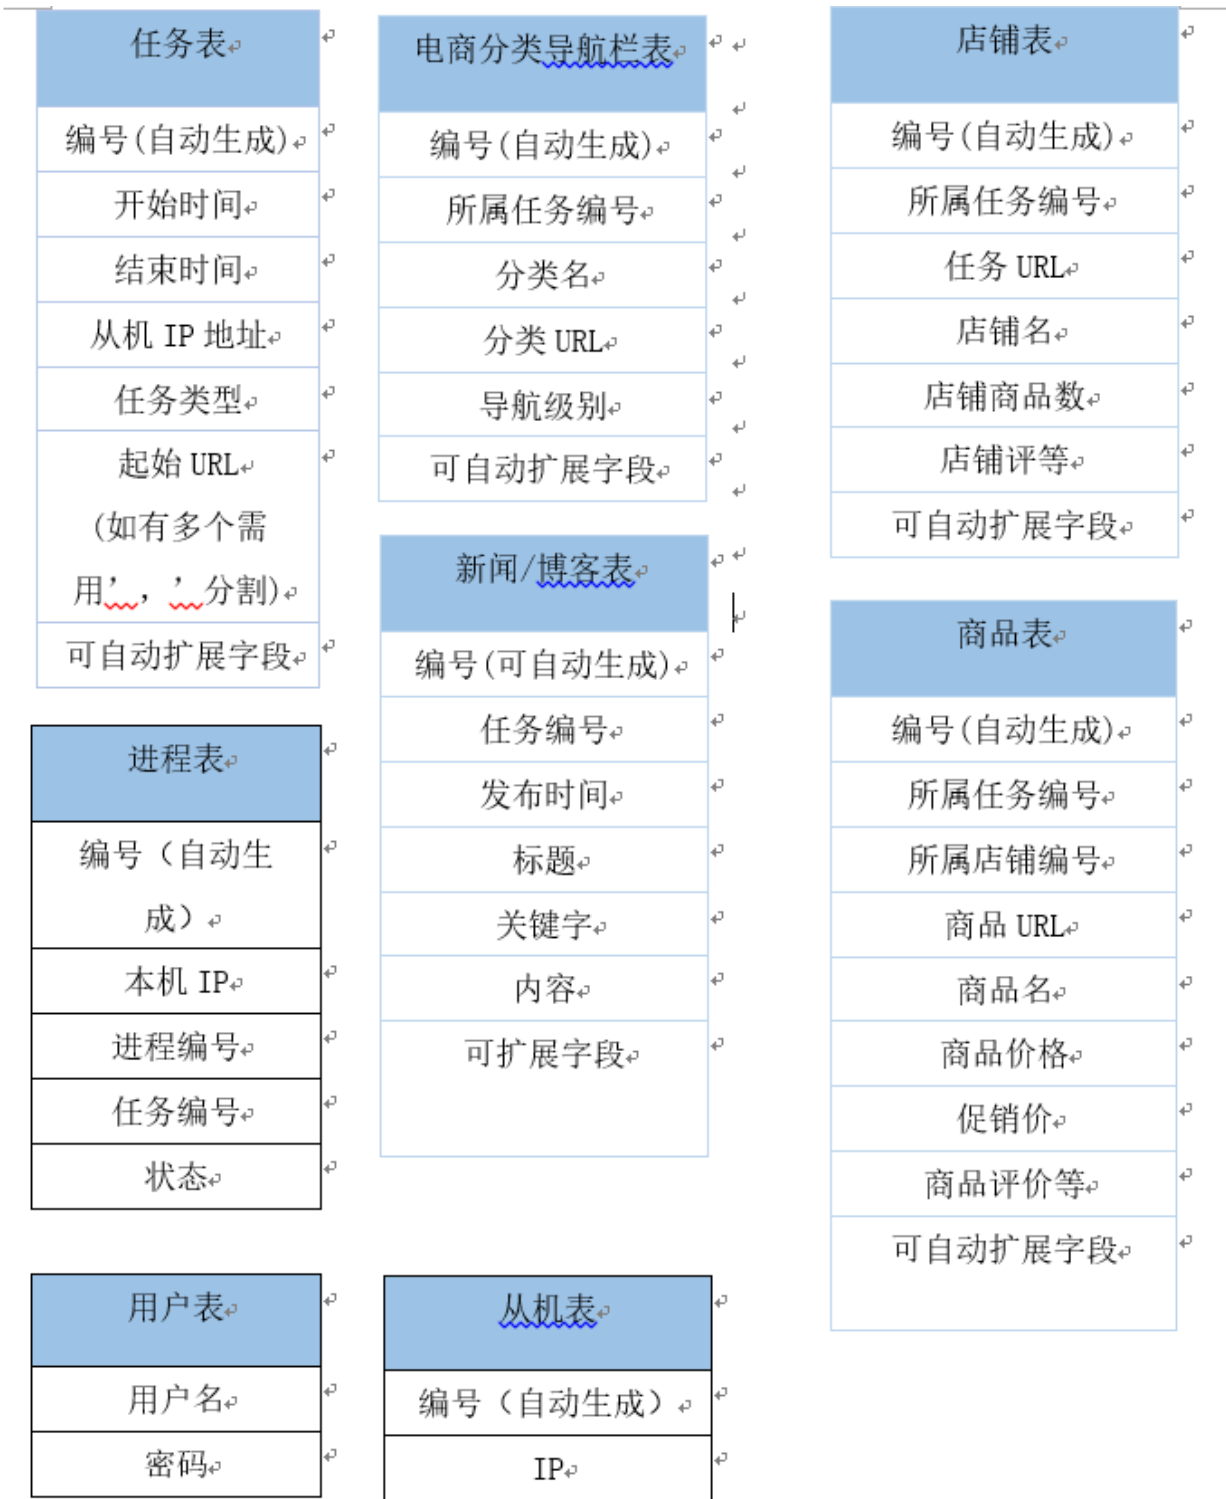 任务表
编号(自动生成)
开始时间
结束时间
从机 IP 地址
任务类型
起始 URL
(如有多个需
用’，’分割)
可自动扩展字段
进程表
编号（自动生
成）
本机 IP
进程编号
任务编号
状态
用户表
用户名
密码
电商分类导航栏表
编号(自动生成)
所属任务编号
分类名
分类 URL
导航级别
可自动扩展字段
新闻/博客表
编号(可自动生成)
任务编号
发布时间
标题
关键字
内容
可扩展字段
从机表
编号（自动生成）
IP
店铺表
编号(自动生成)
所属任务编号
任务 URL
店铺名
店铺商品数
店铺评等
可自动扩展字段
商品表
编号(自动生成)
所属任务编号
所属店铺编号
商品 URL
商品名
商品价格
促销价
商品评价等
可自动扩展字段